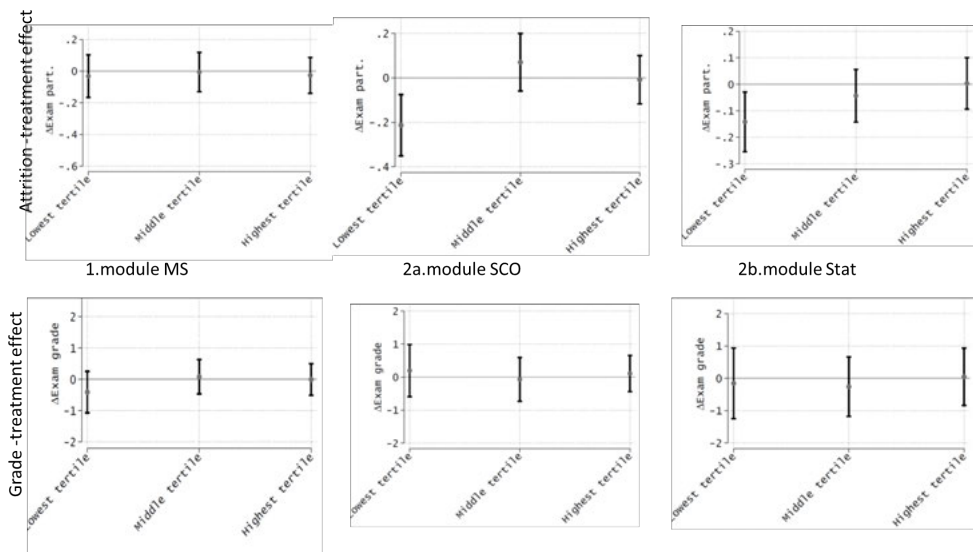 Attrition-treatment effect
ΔExam part.
.2
0
-.2
-.4
-.6
Lowest tertile
Middle tertile
Highest tertile
ΔExam part.
.2
0
-.2
-.4
Lowest tertile
Middle tertile
Highest tertile
ΔExam part.
.2
.1
0
-.1
-.2
-.3
Lowest tertile
Middle tertile
Highest tertile
1.module MS
2a.module SCO
2b.module Stat
Grade -treatment effect
ΔExam grade
2
1
0
-1
-2
owest tertile
Middle tertile
Highest tertile
ΔExam grade
2
1
0
-1
-2
Lowest tertile
Middle tertile
Highest tertile
ΔExam grade
2
1
0
-1
-2
owest tertile
Middle tertile
Highest tertile